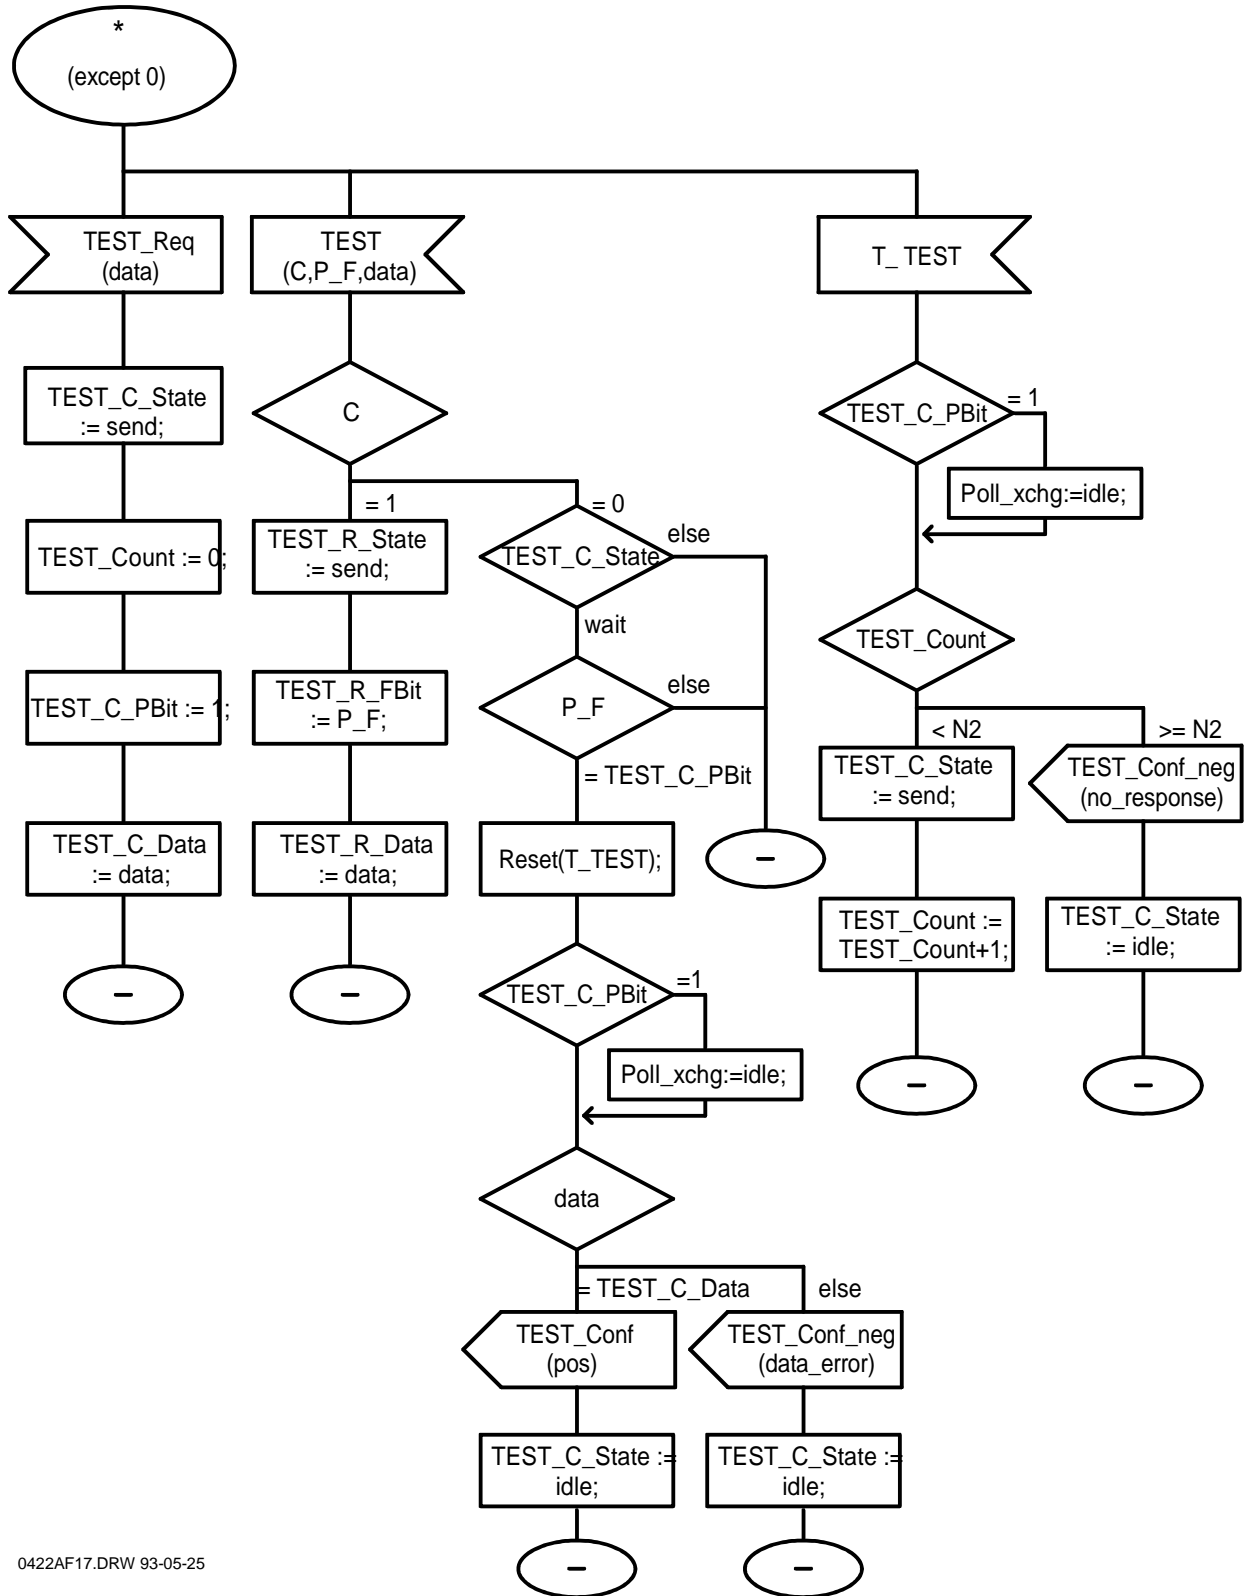 *
(except 0)
TEST_Req
(data)
TEST
(C,P_F,data)
T_ TEST
TEST_C_State
:= send;
C
TEST_C_PBit
= 1
Poll_xchg:=idle;
= 1
= 0
TEST_Count := 0;
TEST_R_State
:= send;
TEST_C_State
else
wait
TEST_Count
TEST_C_PBit := 1;
TEST_R_FBit
:= P_F;
P_F
else
= TEST_C_PBit
< N2
>= N2
TEST_C_State
:= send;
TEST_Conf_neg
(no_response)
TEST_C_Data
:= data;
TEST_R_Data
:= data;
Reset(T_TEST);
–
TEST_Count :=
TEST_Count+1;
TEST_C_State
:= idle;
–
–
TEST_C_PBit
=1
Poll_xchg:=idle;
–
–
data
= TEST_C_Data
else
TEST_Conf
(pos)
TEST_Conf_neg
(data_error)
TEST_C_State :=
idle;
TEST_C_State :=
idle;
–
–
0422AF17.DRW 93-05-25